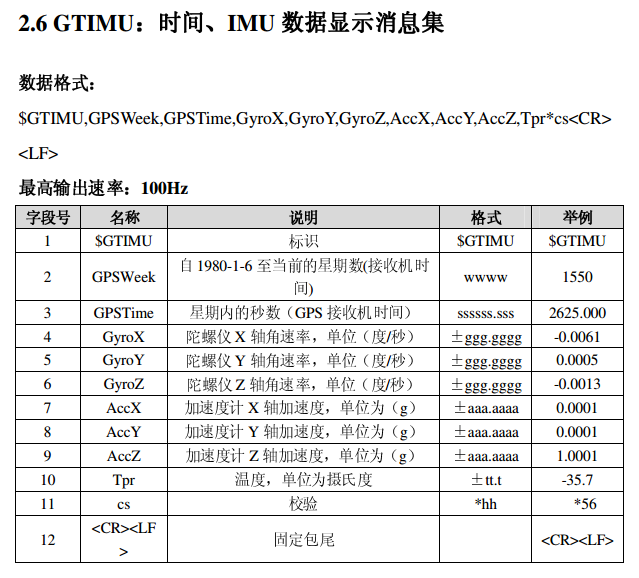 2.6 GTIMU：时间、IMU 数据显示消息集
数据格式：
$GTIMU,GPSWeek,GPSTime,GyroX,GyroY,GyroZ,AccX,AccY,AccZ,Tpr*cs<CR>
<LF>
最高输出速率：100Hz
字段号 名称 说明 格式 举例
1 $GTIMU 标识 $GTIMU $GTIMU
2 GPSWeek 自 1980-1-6 至当前的星期数(接收机时
间) wwww 1550
3 GPSTime 星期内的秒数（GPS 接收机时间） ssssss.sss 2625.000
4 GyroX 陀螺仪 X 轴角速率，单位（度/秒） ±ggg.gggg -0.0061
5 GyroY 陀螺仪 Y 轴角速率，单位（度/秒） ±ggg.gggg 0.0005
6 GyroZ 陀螺仪 Z 轴角速率，单位（度/秒） ±ggg.gggg -0.0013
7 AccX 加速度计 X 轴加速度，单位为（g） ±aaa.aaaa 0.0001
8 AccY 加速度计 Y 轴加速度，单位为（g） ±aaa.aaaa 0.0001
9 AccZ 加速度计 Z 轴加速度，单位为（g） ±aaa.aaaa 1.0001
10 Tpr 温度，单位为摄氏度 ±tt.t -35.7
11 cs 校验 *hh *56
12 <CR><LF
> 固定包尾 <CR><LF>